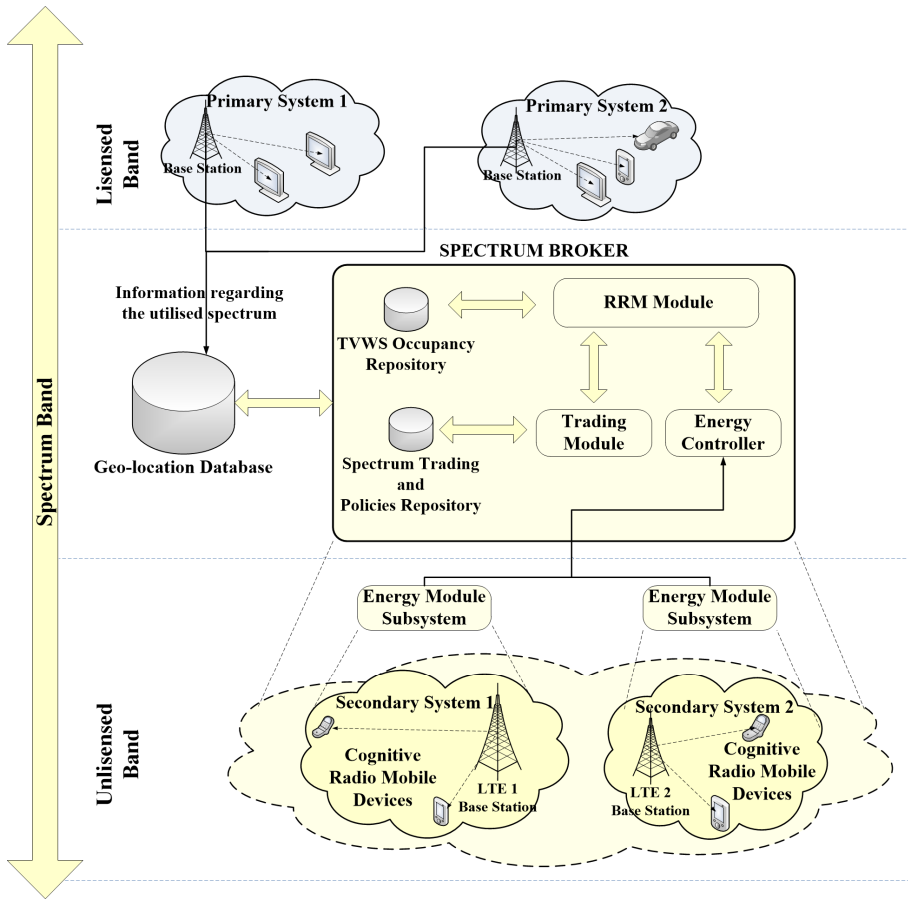 Primary System 1
Base Station
Primary System 2
Base Station
Lisensed
Band
SPECTRUM BROKER
Information regarding
the utilised spectrum
RRM Module
TVWS Occupancy
Repository
Geo-location Database
Trading
Module
Energy
Controller
Spectrum Trading
and
Policies Repository
Spectrum Band
Energy Module
Subsystem
Energy Module
Subsystem
Unlisensed
Band
Secondary System 1
Cognitive
Radio Mobile
Devices
LTE 1
Base Station
Secondary System 2
Cognitive
Radio Mobile
Devices
LTE 2
Base Station